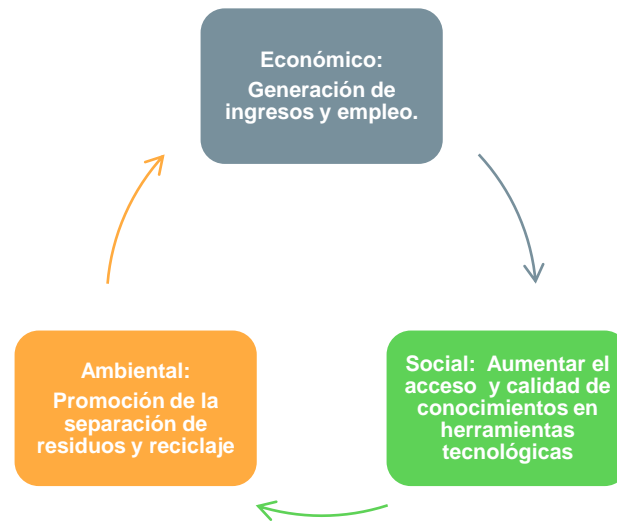 Económico:
Generación de
ingresos y empleo.
Ambiental:
Promoción de la
separación de
residuos y reciclaje
Social: Aumentar el
acceso y calidad de
conocimientos en
herramientas
tecnológicas